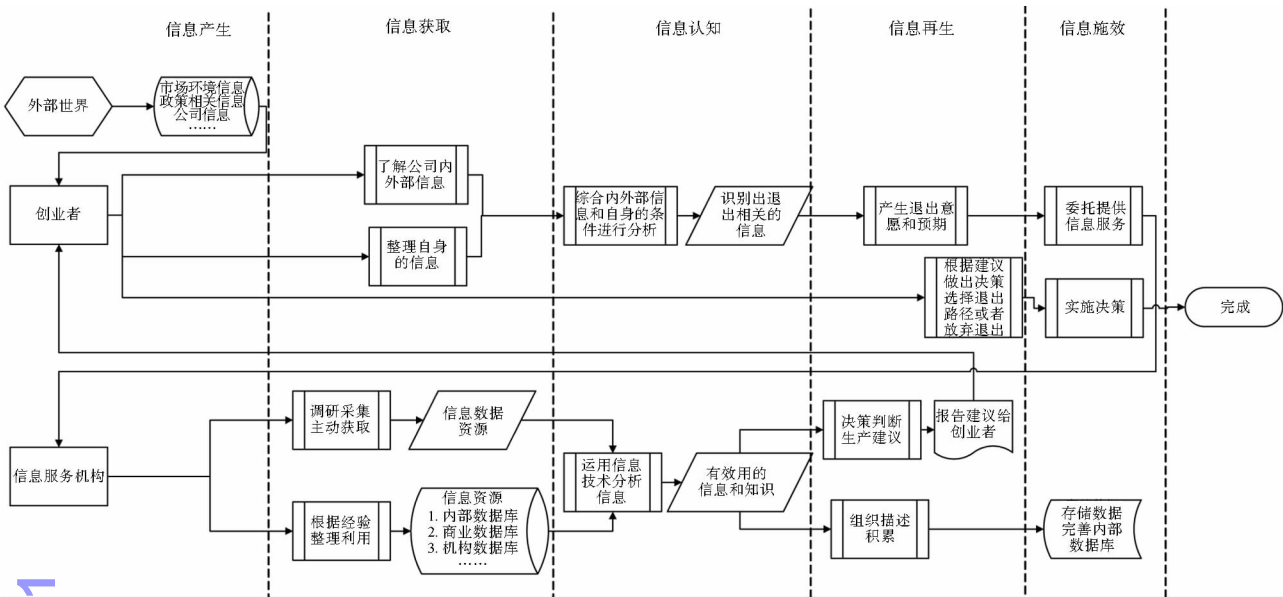 信息产生
信息获取
信息认知
信息再生
信息施效
外部世界
市场环境信息
政策相关信息
公司信息
……
创业者
了解公司内
外部信息
整理自身
的信息
综合内外部信
息和自身的条
件进行分析
识别出退
出相关的
信息
产生退出意
愿和预期
委托提供
信息服务
根据建议
做出决策
选择退出
路径或者
放弃退出
实施决策
完成
信息服务机构
调研采集
主动获取
信息数据
资源
根据经验
整理利用
信息资源
1. 内部数据库
2. 商业数据库
3. 机构数据库
……
运用信息
技术分析
信息
有效用的
信息和知识
决策判断
生产建议
报告建议给
创业者
组织描述
积累
存储数据
完善内部
数据库
1